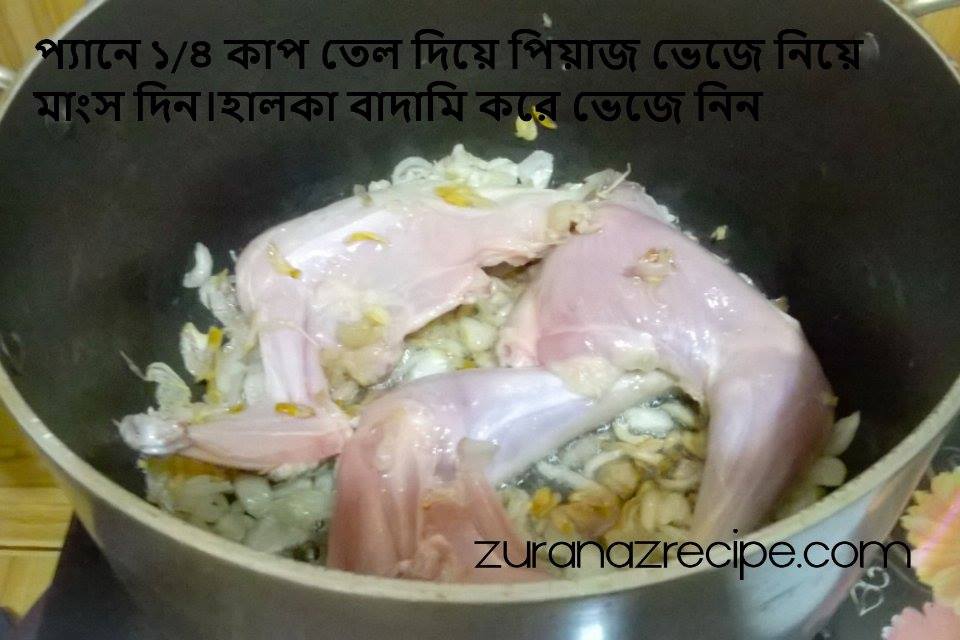 প্যানে ১/৪ কাপ তেল দিয়ে পিয়াজ ভেজে নিয়ে
মাংস দিন।হালকা বাদামি করে ভেজে নিন
zuranazrecipe.com